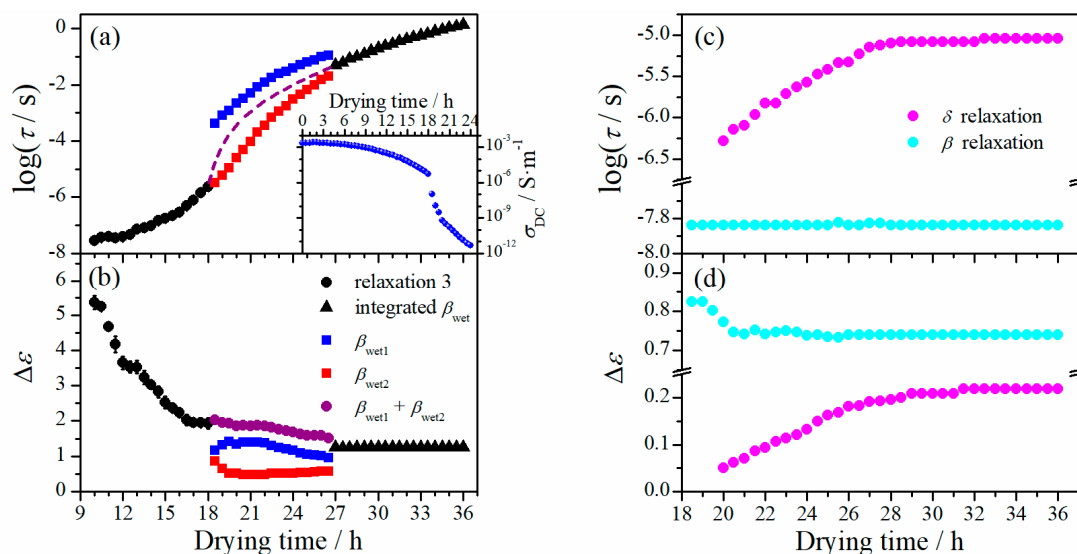 (a)
0
-2
-4
-6
-8
log(τ / s)
Drying time / h
0 3 6 9 12 15 18 21 24
10⁻³
10⁻⁶
10⁻⁹
10⁻¹²
σDC / S·m⁻¹
(b)
6
5
4
3
2
1
0
Δε
relaxation 3
integrated βwet
βwet1
βwet2
βwet1 + βwet2
9 12 15 18 21 24 27 30 33 36
Drying time / h
(c)
-5.0
-5.5
-6.0
-6.5
-7.8
-8.0
log(τ / s)
δ relaxation
β relaxation
(d)
0.9
0.8
0.7
0.2
0.1
0.0
Δε
18 20 22 24 26 28 30 32 34 36
Drying time / h